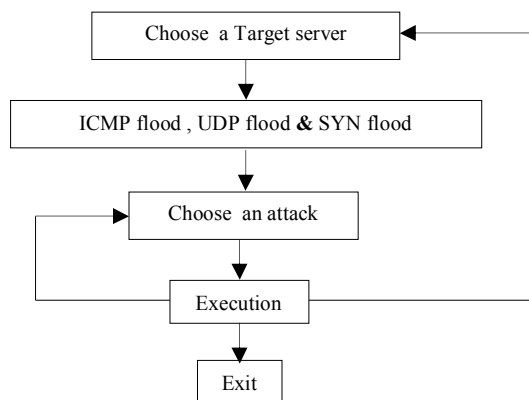 Choose a Target server
ICMP flood , UDP flood & SYN flood
Choose an attack
Execution
Exit